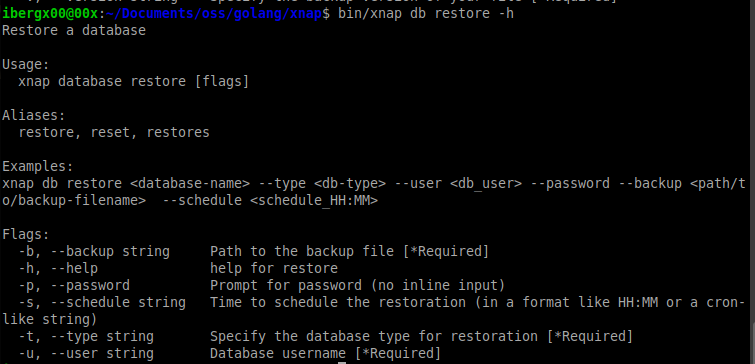 ibergx00@00x:~/Documents/oss/golang/xnap$ bin/xnap db restore -h
Restore a database
Usage:
xnap database restore [flags]
Aliases:
restore, reset, restores
Examples:
xnap db restore <database-name> --type <db-type> --user <db_user> --password --backup <path/t
o/backup-filename>  --schedule <schedule_HH:MM>
Flags:
-b, --backup string     Path to the backup file [*Required]
-h, --help              help for restore
-p, --password          Prompt for password (no inline input)
-s, --schedule string   Time to schedule the restoration (in a format like HH:MM or a cron-
like string)
-t, --type string       Specify the database type for restoration [*Required]
-u, --user string       Database username [*Required]